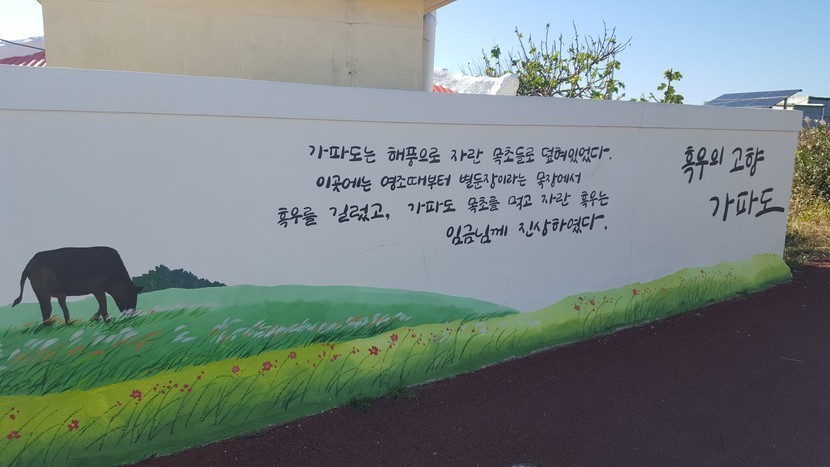 가파도는 해풍으로 자란 목초들로 덮혀있었다.
이곳에는 영조때부터 별둔장이라는 목장에서
흑우를 길렀고, 가파도 목초를 먹고 자란 흑우는
임금님께 진상하였다.
흑우의 고향
가파도